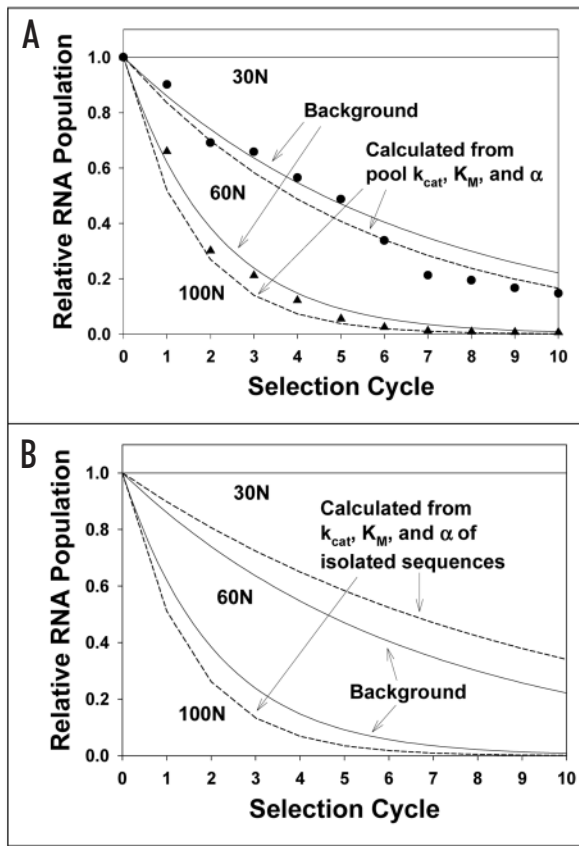 A
1.0
0.8
0.6
0.4
0.2
0.0
Relative RNA Population
30N
Background
Calculated from
pool kcat, KM, and α
60N
100N
0 1 2 3 4 5 6 7 8 9 10
Selection Cycle
B
1.0
0.8
0.6
0.4
0.2
0.0
Relative RNA Population
30N
Calculated from
kcat, KM, and α of
isolated sequences
60N
Background
100N
0 1 2 3 4 5 6 7 8 9 10
Selection Cycle